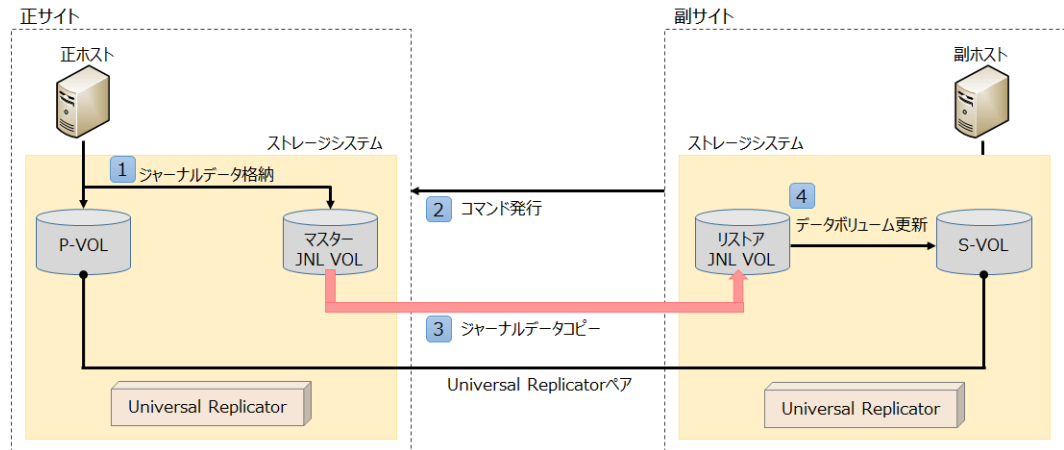 正サイト
副サイト
正ホスト
副ホスト
ストレージシステム
ストレージシステム
1 ジャーナルデータ格納
2 コマンド発行
4
データボリューム更新
P-VOL
マスター
JNL VOL
リストア
JNL VOL
S-VOL
3 ジャーナルデータコピー
Universal Replicatorペア
Universal Replicator
Universal Replicator